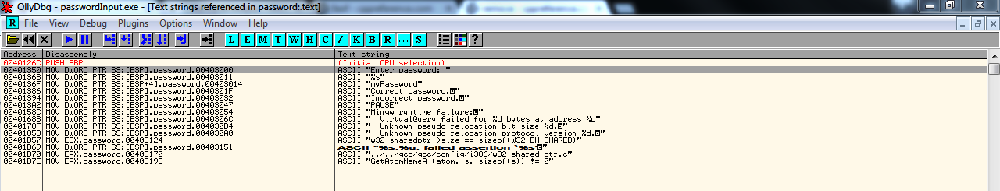 OllyDbg - passwordInput.exe - [Text strings referenced in password:.text]
R File View Debug Plugins Options Window Help
L E M T W H C / K B R ... S ?
Address Disassembly Text string
0040126C PUSH EBP (Initial CPU selection)
00401350 MOV DWORD PTR SS:[ESP],password.00403000 ASCII "Enter password: "
00401363 MOV DWORD PTR SS:[ESP],password.00403011 ASCII "%s"
0040136F MOV DWORD PTR SS:[ESP+4],password.00403014 ASCII "myPassword"
00401386 MOV DWORD PTR SS:[ESP],password.0040301F ASCII "Correct password.◙"
00401394 MOV DWORD PTR SS:[ESP],password.00403032 ASCII "Incorrect password.◙"
004013A2 MOV DWORD PTR SS:[ESP],password.00403047 ASCII "PAUSE"
0040158C MOV DWORD PTR SS:[ESP],password.00403054 ASCII "Mingw runtime failure:◙"
00401688 MOV DWORD PTR SS:[ESP],password.0040306C ASCII "  VirtualQuery failed for %d bytes at address %p"
0040178F MOV DWORD PTR SS:[ESP],password.004030D4 ASCII "  Unknown pseudo relocation bit size %d.◙"
00401853 MOV DWORD PTR SS:[ESP],password.004030A0 ASCII "  Unknown pseudo relocation protocol version %d.◙"
00401B57 MOV ECX,password.00403124 ASCII "w32_sharedptr->size == sizeof(W32_EH_SHARED)"
00401B69 MOV DWORD PTR SS:[ESP],password.00403151 ASCII "%s:%u: failed assertion `%s'◙"
00401B70 MOV EAX,password.00403170 ASCII "../../gcc/gcc/config/i386/w32-shared-ptr.c"
00401B7E MOV EAX,password.0040319C ASCII "GetAtomNameA (atom, s, sizeof(s)) != 0"